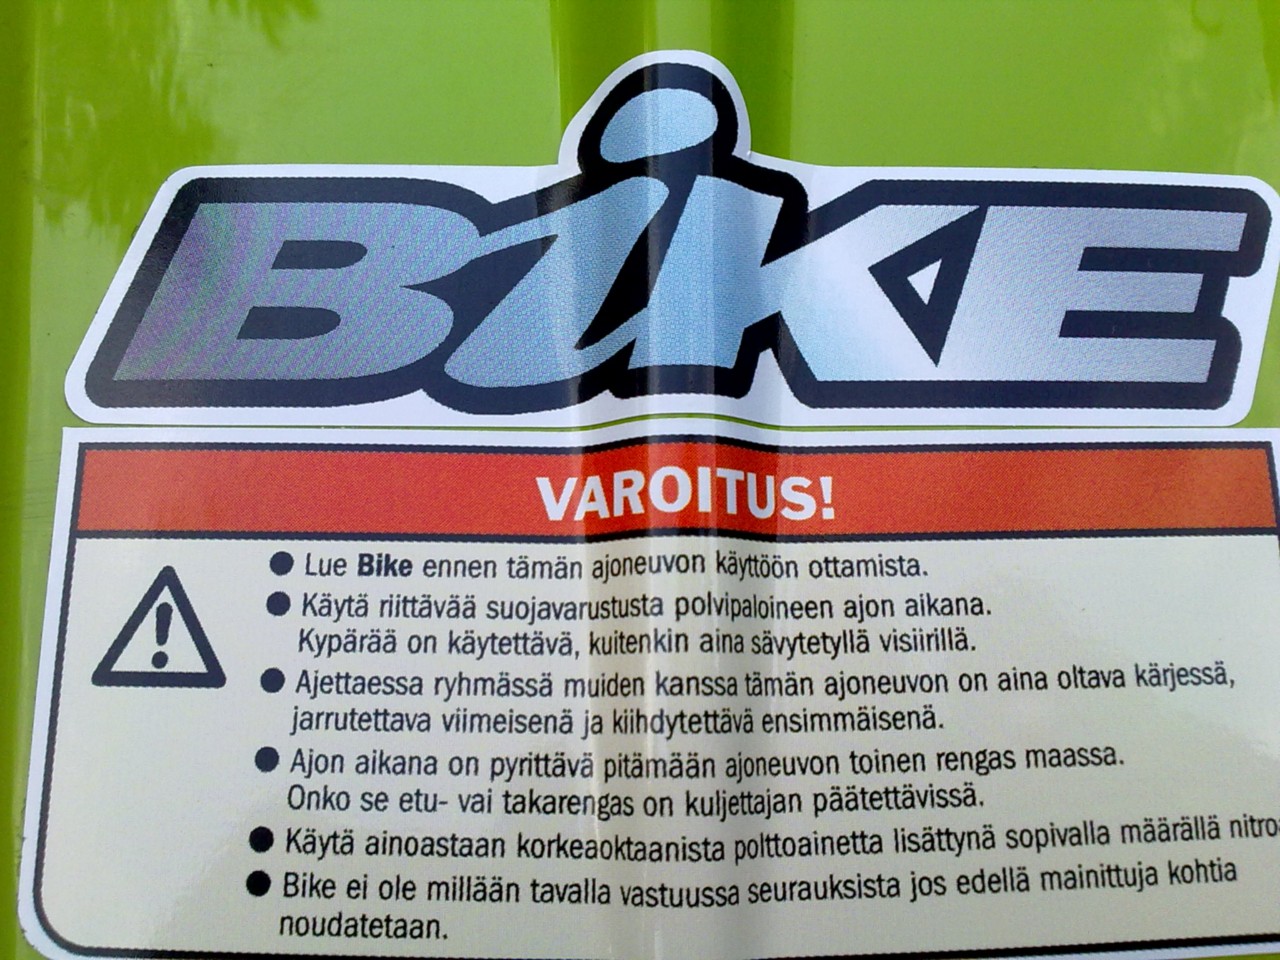 BiKE
VAROITUS!
● Lue Bike ennen tämän ajoneuvon käyttöön ottamista.
● Käytä riittävää suojavarustusta polvipaloineen ajon aikana.
Kypärää on käytettävä, kuitenkin aina sävytetyllä visiirillä.
● Ajettaessa ryhmässä muiden kanssa tämän ajoneuvon on aina oltava kärjessä,
jarrutettava viimeisenä ja kiihdytettävä ensimmäisenä.
● Ajon aikana on pyrittävä pitämään ajoneuvon toinen rengas maassa.
Onko se etu- vai takarengas on kuljettajan päätettävissä.
● Käytä ainoastaan korkeaoktaanista polttoainetta lisättynä sopivalla määrällä
● Bike ei ole millään tavalla vastuussa seurauksista jos edellä mainittuja kohtia
noudatetaan.